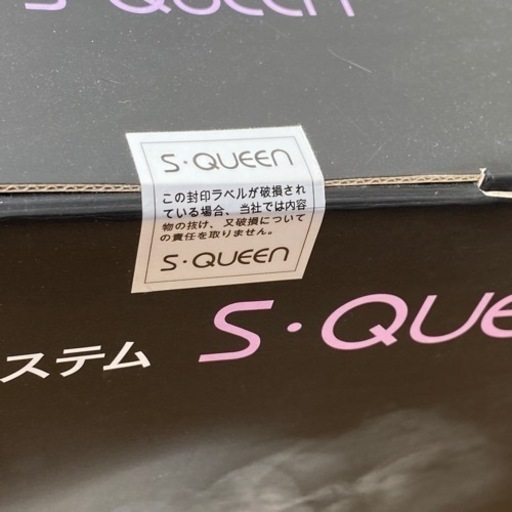 S·QUEEN
S·QUEEN
この封印ラベルが破損され
ている場合、当社では内容
物の抜け、又破損について
の責任を取りません。
S·QUEEN
ステム S·QUE